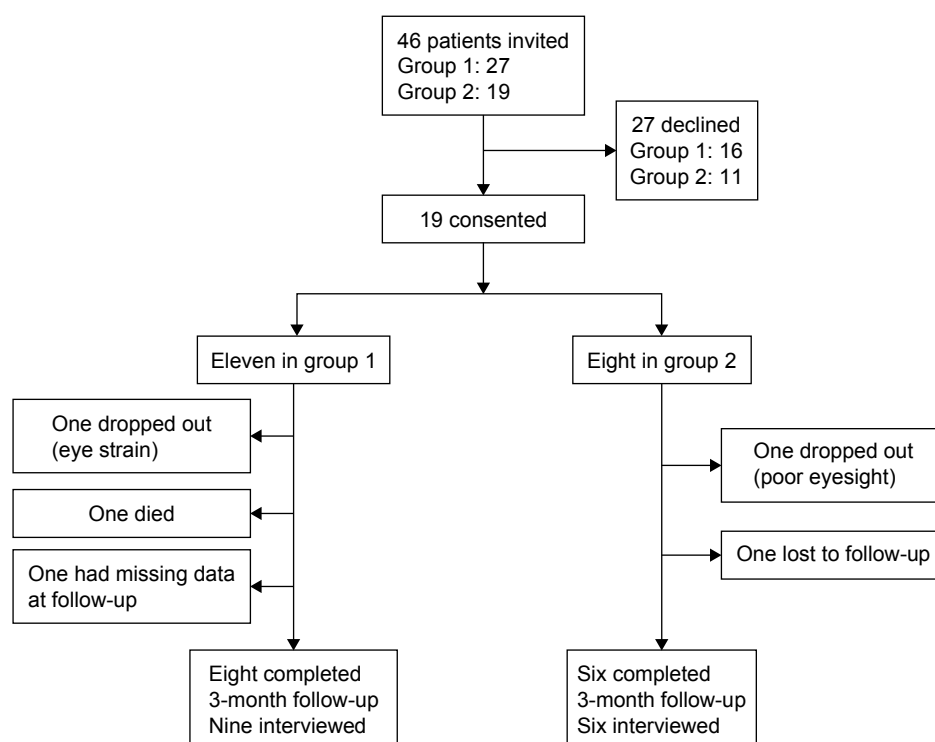 46 patients invited
Group 1: 27
Group 2: 19
27 declined
Group 1: 16
Group 2: 11
19 consented
Eleven in group 1
Eight in group 2
One dropped out
(eye strain)
One dropped out
(poor eyesight)
One died
One lost to follow-up
One had missing data
at follow-up
Eight completed
3-month follow-up
Nine interviewed
Six completed
3-month follow-up
Six interviewed